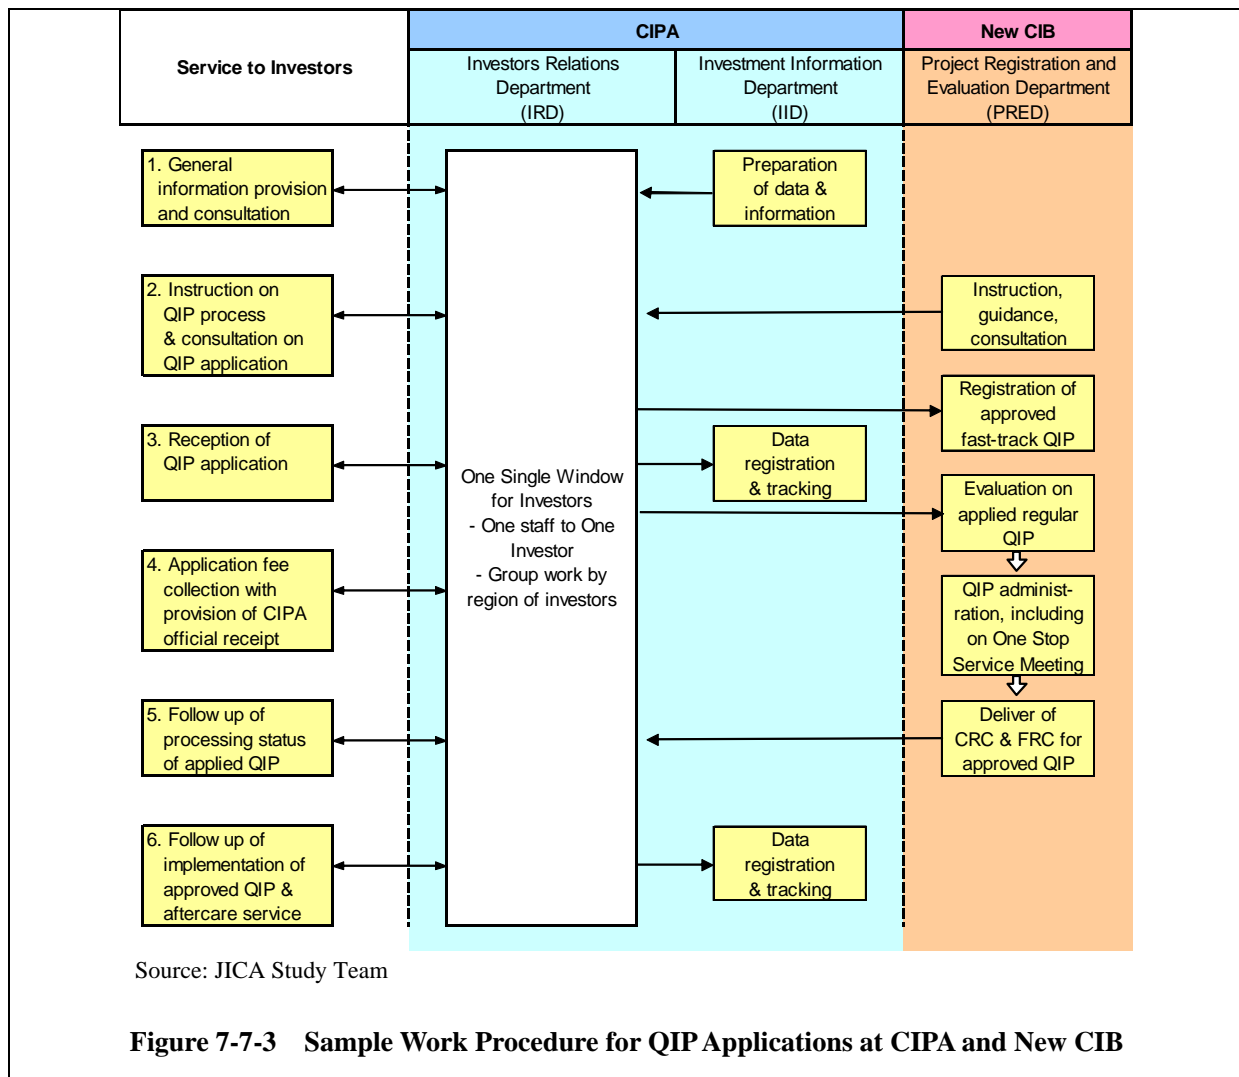 Service to Investors
CIPA
New CIB
Investors Relations
Department
(IRD)
Investment Information
Department
(IID)
Project Registration and
Evaluation Department
(PRED)
1. General
information provision
and consultation
Preparation
of data &
information
2. Instruction on
QIP process
& consultation on
QIP application
Instruction,
guidance,
consultation
Registration of
approved
fast-track QIP
3. Reception of
QIP application
Data
registration
& tracking
One Single Window
for Investors
- One staff to One
Investor
- Group work by
region of investors
Evaluation on
applied regular
QIP
4. Application fee
collection with
provision of CIPA
official receipt
QIP administ-
ration, including
on One Stop
Service Meeting
5. Follow up of
processing status
of applied QIP
Deliver of
CRC & FRC for
approved QIP
6. Follow up of
implementation of
approved QIP &
aftercare service
Data
registration
& tracking
Source: JICA Study Team
Figure 7-7-3 Sample Work Procedure for QIP Applications at CIPA and New CIB